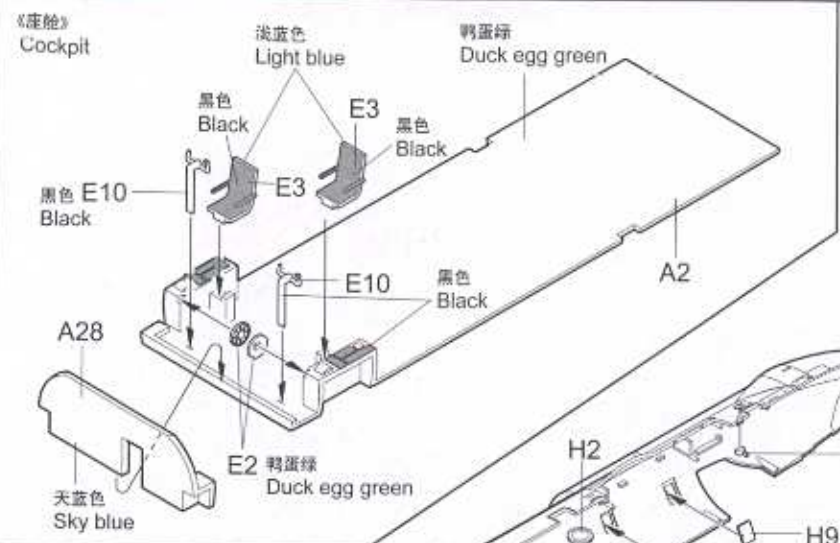 《座舱》
Cockpit
浅蓝色
Light blue
鸭蛋绿
Duck egg green
黑色
Black
E3
黑色
Black
黑色 E10
Black
E3
E10
黑色
Black
A2
A28
E2
鸭蛋绿
Duck egg green
天蓝色
Sky blue
H2
H9